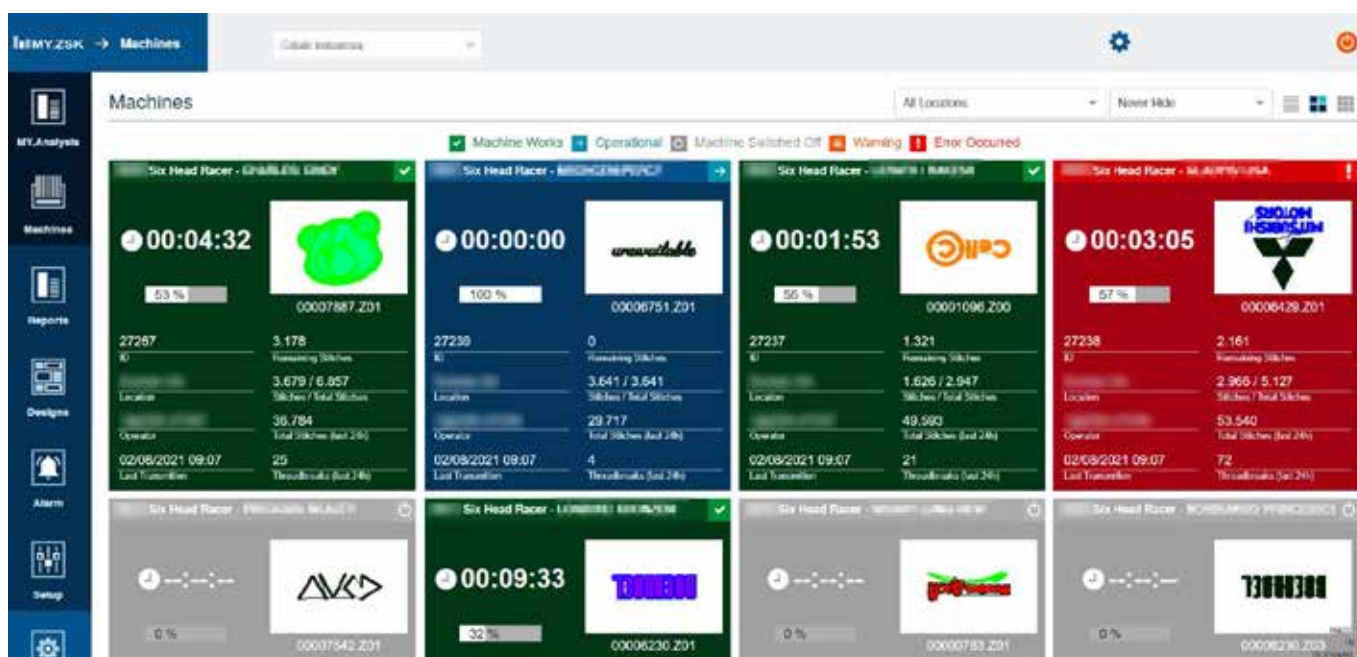 MY.ZSK → Machines
Machines
All Locations
Never Hide
Machine Works
Operational
Machine Switched Off
Warning
Error Occurred
MY.Analysis
Machines
Reports
Designs
Alarm
Setup
Six Head Racer -
00:04:32
53 %
00007887.Z01
27267
ID
3.178
Remaining Stitches
Location
3.679 / 6.857
Stitches / Total Stitches
Operator
36.784
Total Stitches (last 24h)
02/08/2021 09:07
Last Transmition
25
Threadbreaks (last 24h)
Six Head Racer -
00:00:00
unavailable
100 %
00006751.Z01
27239
ID
0
Remaining Stitches
Location
3.641 / 3.641
Stitches / Total Stitches
Operator
29.717
Total Stitches (last 24h)
02/08/2021 09:07
Last Transmition
4
Threadbreaks (last 24h)
Six Head Racer -
00:01:53
Cell C
55 %
00001096.Z00
27237
ID
1.321
Remaining Stitches
Location
1.626 / 2.947
Stitches / Total Stitches
Operator
49.593
Total Stitches (last 24h)
02/08/2021 09:07
Last Transmition
21
Threadbreaks (last 24h)
Six Head Racer -
00:03:05
MITSUBISHI
MOTORS
57 %
00006429.Z01
27238
ID
2.161
Remaining Stitches
Location
2.966 / 5.127
Stitches / Total Stitches
Operator
53.540
Total Stitches (last 24h)
02/08/2021 09:07
Last Transmition
72
Threadbreaks (last 24h)
Six Head Racer -
--:--:--
0 %
00007542.Z01
Six Head Racer -
00:09:33
32 %
00006230.Z01
Six Head Racer -
--:--:--
0 %
00000783.Z01
Six Head Racer -
--:--:--
0 %
00006230.Z03